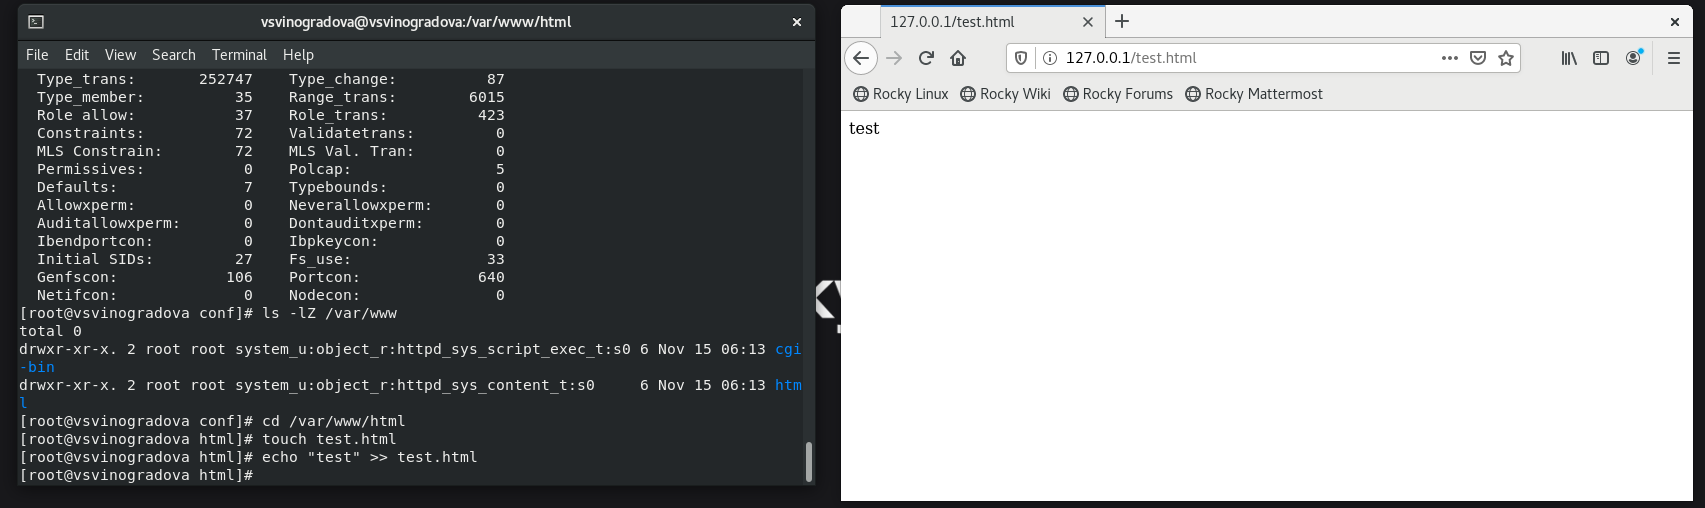 vsvinogradova@vsvinogradova:/var/www/html
File Edit View Search Terminal Help
Type_trans: 252747 Type_change: 87
Type_member: 35 Range_trans: 6015
Role allow: 37 Role_trans: 423
Constraints: 72 Validatetrans: 0
MLS Constrain: 72 MLS Val. Tran: 0
Permissives: 0 Polcap: 5
Defaults: 7 Typebounds: 0
Allowxperm: 0 Neverallowxperm: 0
Auditallowxperm: 0 Dontauditxperm: 0
Ibendportcon: 0 Ibpkeycon: 0
Initial SIDs: 27 Fs_use: 33
Genfscon: 106 Portcon: 640
Netifcon: 0 Nodecon: 0
[root@vsvinogradova conf]# ls -lZ /var/www
total 0
drwxr-xr-x. 2 root root system_u:object_r:httpd_sys_script_exec_t:s0 6 Nov 15 06:13 cgi
-bin
drwxr-xr-x. 2 root root system_u:object_r:httpd_sys_content_t:s0 6 Nov 15 06:13 htm
l
[root@vsvinogradova conf]# cd /var/www/html
[root@vsvinogradova html]# touch test.html
[root@vsvinogradova html]# echo "test" >> test.html
[root@vsvinogradova html]#
127.0.0.1/test.html
127.0.0.1/test.html
Rocky Linux Rocky Wiki Rocky Forums Rocky Mattermost
test